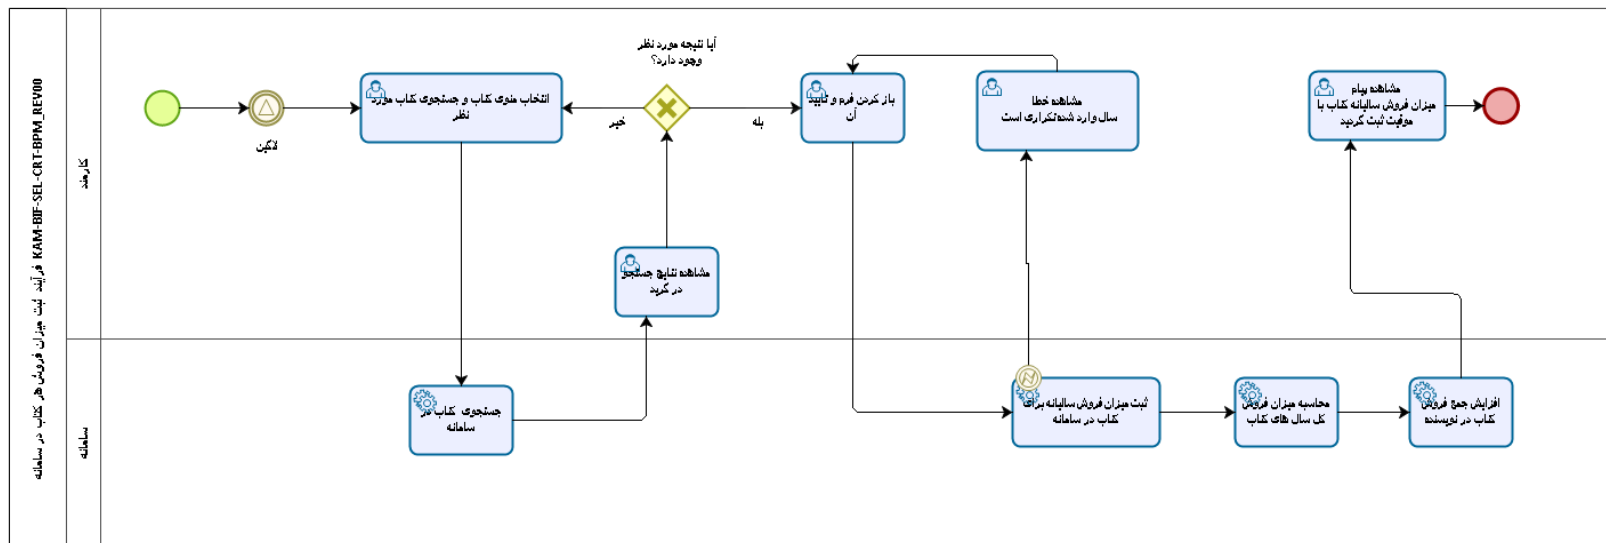 KAM-BIF-SEL-CRT-BPM_REV00 فرآیند ثبت میزان فروش هر کتاب در سامانه
کارمند
سامانه
لاگین
انتخاب منوی کتاب و جستجوی کتاب مورد
نظر
آیا نتیجه مورد نظر
وجود دارد؟
خیر
بله
باز کردن فرم و تایید
آن
مشاهده خطا
سال وارد شده تکراری است
مشاهده پیام
میزان فروش سالیانه کتاب با
موفقیت ثبت گردید
مشاهده نتایج جستجو
در گرید
جستجوی کتاب در
سامانه
ثبت میزان فروش سالیانه برای
کتاب در سامانه
محاسبه میزان فروش
کل سال های کتاب
افزایش جمع فروش
کتاب در نویسنده